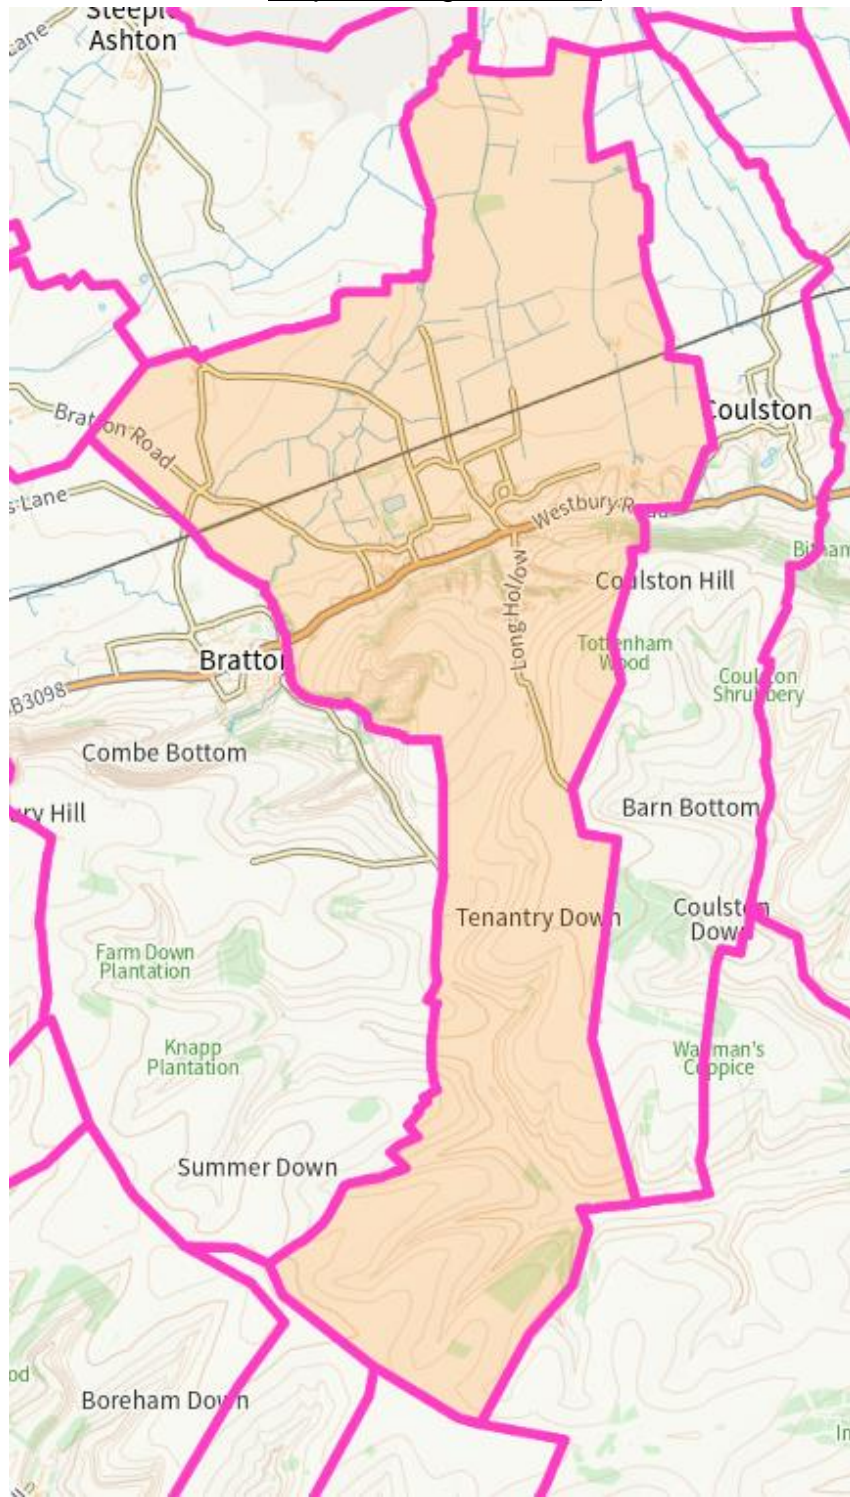 Steeple
Ashton
Lane
Bratton Road
Coulston
s Lane
Westbury Road
Coulston Hill
Long Hollow
Tottenham
Wood
Bratton
Coulston
Shrubbery
B3098
Combe Bottom
Barn Bottom
ury Hill
Tenantry Down
Coulston
Down
Farm Down
Plantation
Knapp
Plantation
Warman's
Coppice
Summer Down
od
Boreham Down
In